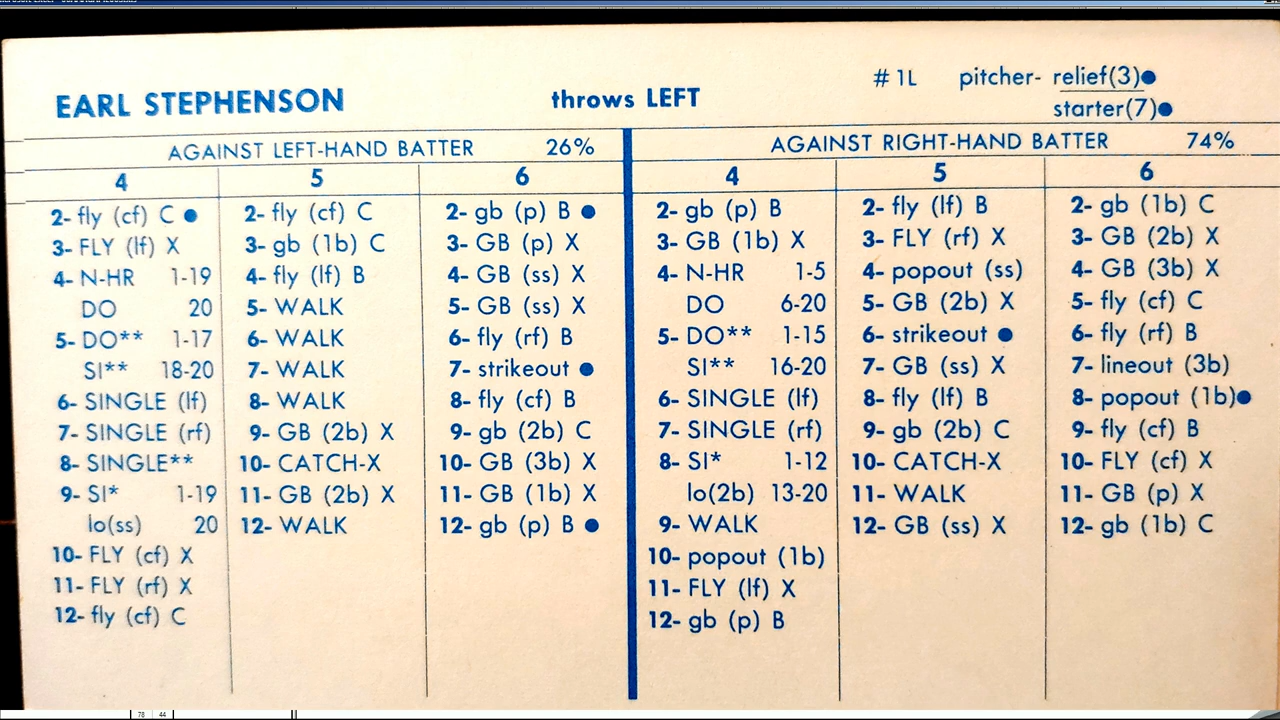 EARL STEPHENSON
throws LEFT
# 1L
pitcher- relief(3)●
starter(7)●
AGAINST LEFT-HAND BATTER 26%
4
2- fly (cf) C ●
3- FLY (lf) X
4- N-HR 1-19
DO 20
5- DO** 1-17
SI** 18-20
6- SINGLE (lf)
7- SINGLE (rf)
8- SINGLE**
9- SI* 1-19
lo(ss) 20
10- FLY (cf) X
11- FLY (rf) X
12- fly (cf) C
5
2- fly (cf) C
3- gb (1b) C
4- fly (lf) B
5- WALK
6- WALK
7- WALK
8- WALK
9- GB (2b) X
10- CATCH-X
11- GB (2b) X
12- WALK
6
2- gb (p) B ●
3- GB (p) X
4- GB (ss) X
5- GB (ss) X
6- fly (rf) B
7- strikeout ●
8- fly (cf) B
9- gb (2b) C
10- GB (3b) X
11- GB (1b) X
12- gb (p) B ●
AGAINST RIGHT-HAND BATTER 74%
4
2- gb (p) B
3- GB (1b) X
4- N-HR 1-5
DO 6-20
5- DO** 1-15
SI** 16-20
6- SINGLE (lf)
7- SINGLE (rf)
8- SI* 1-12
lo(2b) 13-20
9- WALK
10- popout (1b)
11- FLY (lf) X
12- gb (p) B
5
2- fly (lf) B
3- FLY (rf) X
4- popout (ss)
5- GB (2b) X
6- strikeout ●
7- GB (ss) X
8- fly (lf) B
9- gb (2b) C
10- CATCH-X
11- WALK
12- GB (ss) X
6
2- gb (1b) C
3- GB (2b) X
4- GB (3b) X
5- fly (cf) C
6- fly (rf) B
7- lineout (3b)
8- popout (1b)●
9- fly (cf) B
10- FLY (cf) X
11- GB (p) X
12- gb (1b) C
78 44